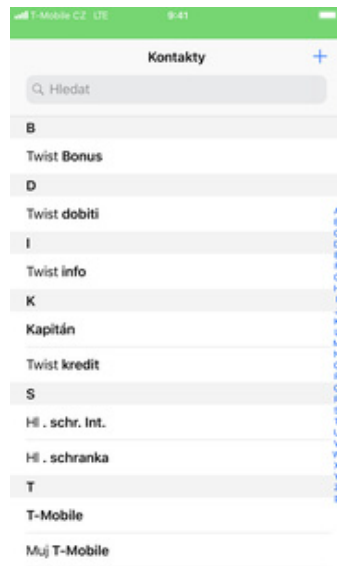 T-Mobile CZ LTE 9:41
Kontakty +
Hledat
B
Twist Bonus
D
Twist dobiti
I
Twist info
K
Kapitán
Twist kredit
S
Hl . schr. Int.
Hl . schranka
T
T-Mobile
Muj T-Mobile